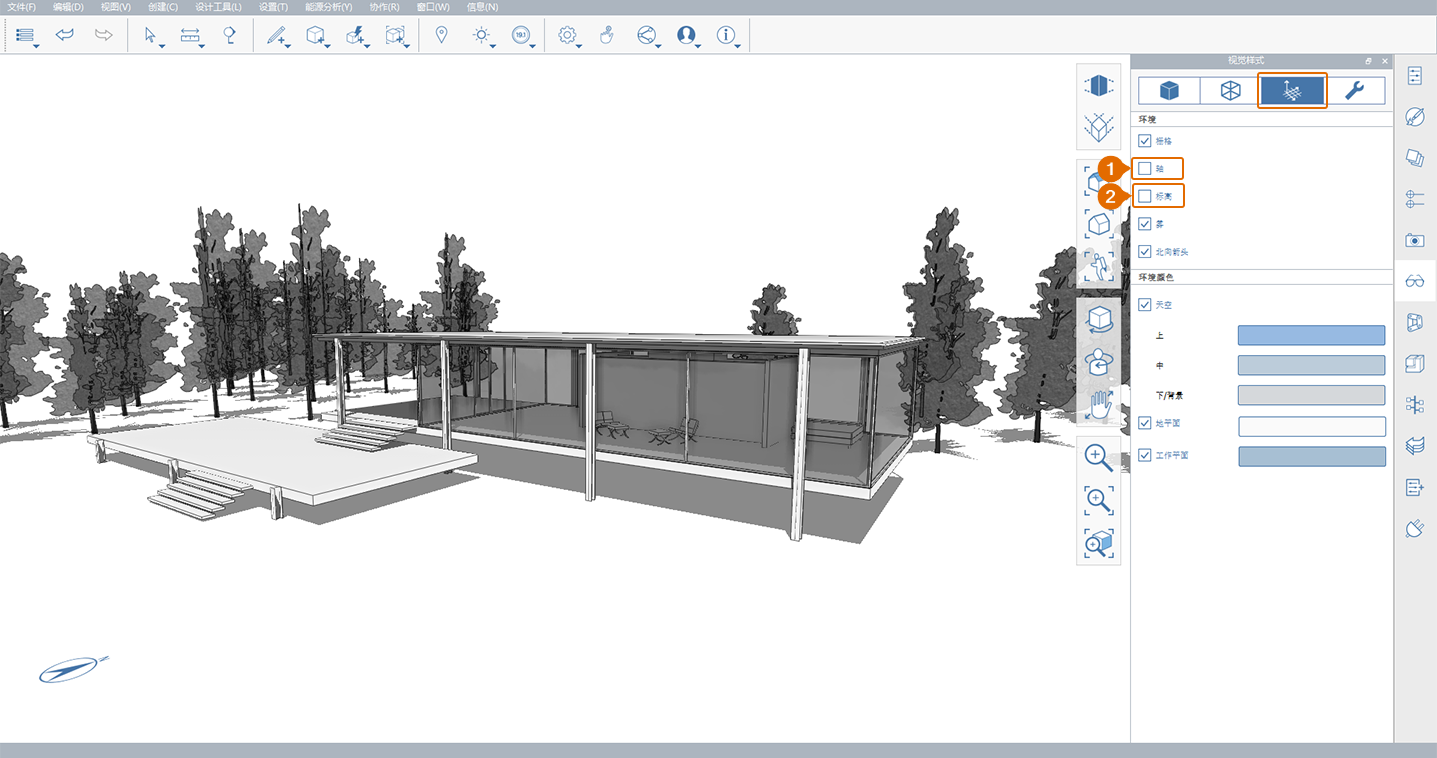 文件(F) 编辑(D) 视图(V) 创建(C) 设计工具(L) 设置(T) 能源分析(Y) 协作(R) 窗口(W) 信息(N)
19.1
视觉样式
环境
栅格
1 轴
2 标高
雾
北向箭头
环境颜色
天空
上
中
下/背景
地平面
工作平面
N